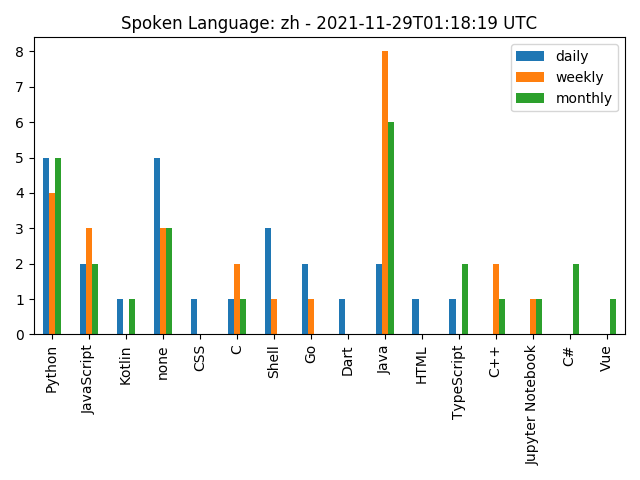 Spoken Language: zh - 2021-11-29T01:18:19 UTC
daily
weekly
monthly
8
7
6
5
4
3
2
1
0
Python
JavaScript
Kotlin
none
CSS
C
Shell
Go
Dart
Java
HTML
TypeScript
C++
Jupyter Notebook
C#
Vue